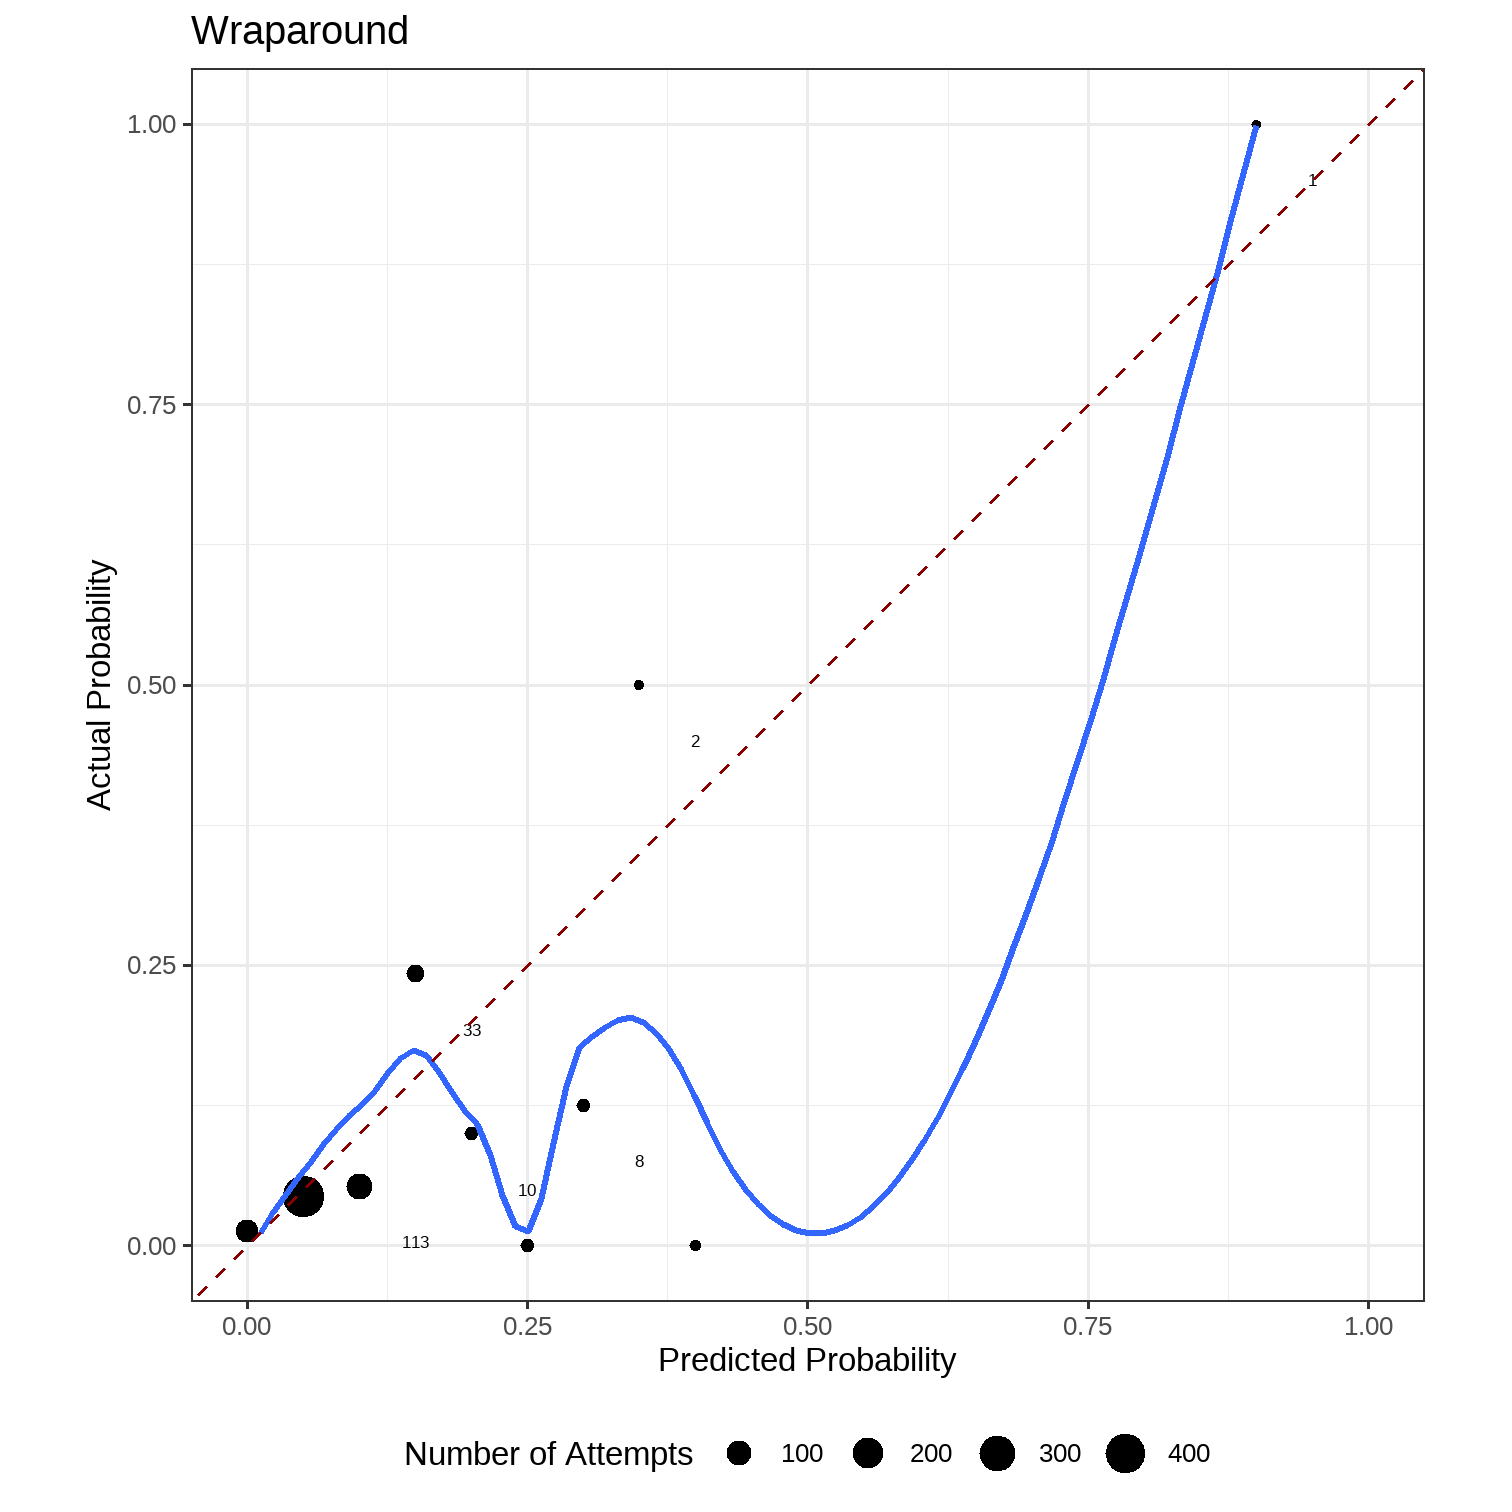 Wraparound
1.00
1
0.75
Actual Probability
0.50
2
0.25
33
8
10
113
0.00
0.00 0.25 0.50 0.75 1.00
Predicted Probability
Number of Attempts 100 200 300 400